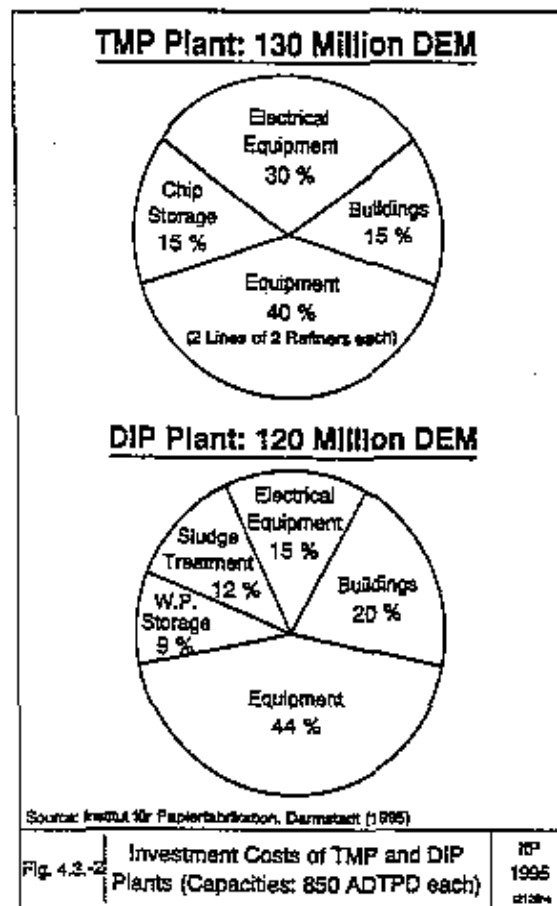 TMP Plant: 130 Million DEM
Electrical
Equipment
30 %
Chip
Storage
15 %
Buildings
15 %
Equipment
40 %
(2 Lines of 2 Refiners each)
DIP Plant: 120 Million DEM
Electrical
Equipment
15 %
Sludge
Treatment
12 %
Buildings
20 %
W.P.
Storage
9 %
Equipment
44 %
Source: Institut für Papierfabrikation, Darmstadt (1995)
Fig. 4.3.-2
Investment Costs of TMP and DIP
Plants (Capacities: 850 ADTPD each)
1995